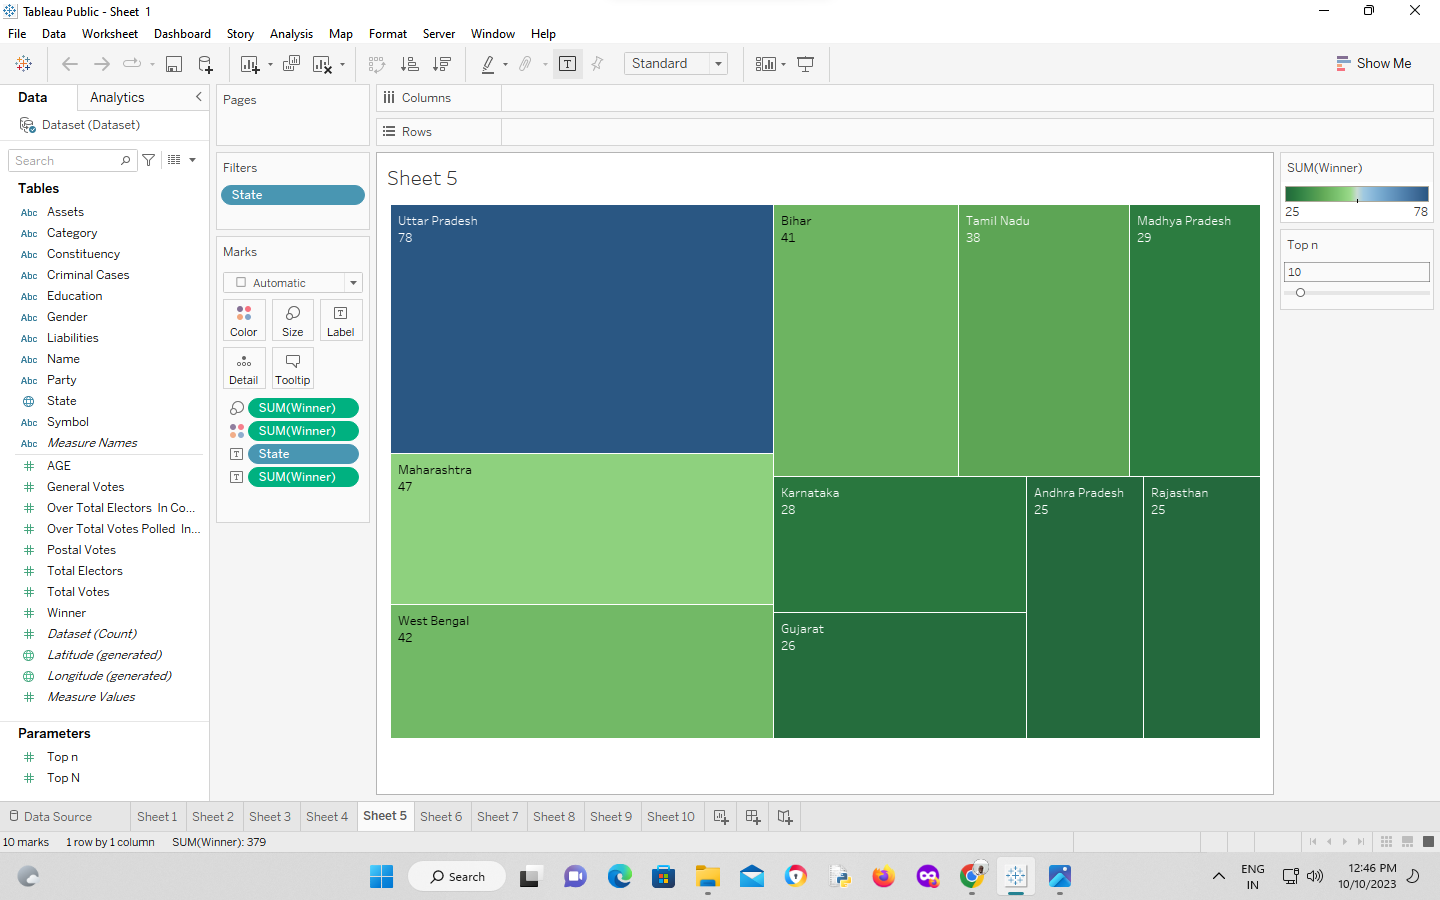 Tableau Public - Sheet 1
File Data Worksheet Dashboard Story Analysis Map Format Server Window Help
Standard
Show Me
Data
Analytics
Dataset (Dataset)
Search
Tables
Abc Assets
Abc Category
Abc Constituency
Abc Criminal Cases
Abc Education
Abc Gender
Abc Liabilities
Abc Name
Abc Party
State
Abc Symbol
Abc Measure Names
# AGE
# General Votes
# Over Total Electors In Co...
# Over Total Votes Polled In...
# Postal Votes
# Total Electors
# Total Votes
# Winner
# Dataset (Count)
Latitude (generated)
Longitude (generated)
# Measure Values
Parameters
# Top n
# Top N
Pages
Filters
State
Marks
Automatic
Color
Size
Label
Detail
Tooltip
SUM(Winner)
SUM(Winner)
State
SUM(Winner)
Columns
Rows
Sheet 5
Uttar Pradesh
78
Maharashtra
47
West Bengal
42
Bihar
41
Tamil Nadu
38
Madhya Pradesh
29
Karnataka
28
Gujarat
26
Andhra Pradesh
25
Rajasthan
25
SUM(Winner)
25 78
Top n
10
Data Source
Sheet 1
Sheet 2
Sheet 3
Sheet 4
Sheet 5
Sheet 6
Sheet 7
Sheet 8
Sheet 9
Sheet 10
10 marks 1 row by 1 column SUM(Winner): 379
Search
ENG
IN
12:46 PM
10/10/2023